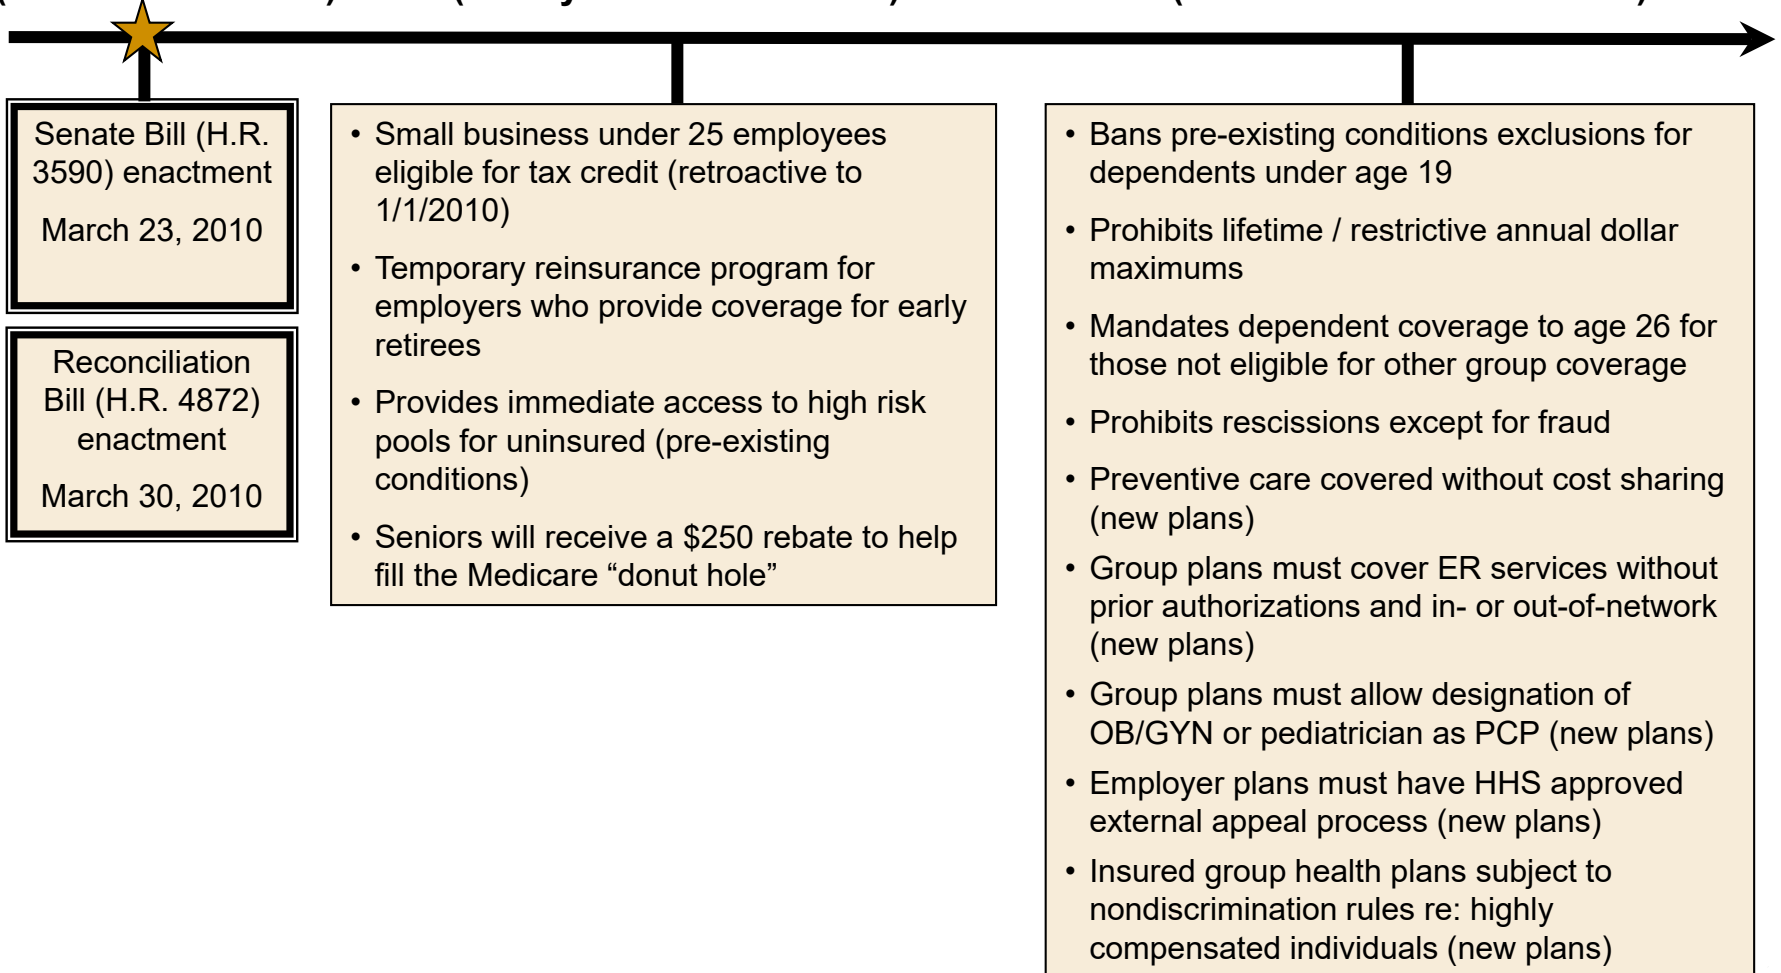 Senate Bill (H.R.
3590) enactment
March 23, 2010
Reconciliation
Bill (H.R. 4872)
enactment
March 30, 2010
• Small business under 25 employees
eligible for tax credit (retroactive to
1/1/2010)
• Temporary reinsurance program for
employers who provide coverage for early
retirees
• Provides immediate access to high risk
pools for uninsured (pre-existing
conditions)
• Seniors will receive a $250 rebate to help
fill the Medicare “donut hole”
• Bans pre-existing conditions exclusions for
dependents under age 19
• Prohibits lifetime / restrictive annual dollar
maximums
• Mandates dependent coverage to age 26 for
those not eligible for other group coverage
• Prohibits rescissions except for fraud
• Preventive care covered without cost sharing
(new plans)
• Group plans must cover ER services without
prior authorizations and in- or out-of-network
(new plans)
• Group plans must allow designation of
OB/GYN or pediatrician as PCP (new plans)
• Employer plans must have HHS approved
external appeal process (new plans)
• Insured group health plans subject to
nondiscrimination rules re: highly
compensated individuals (new plans)